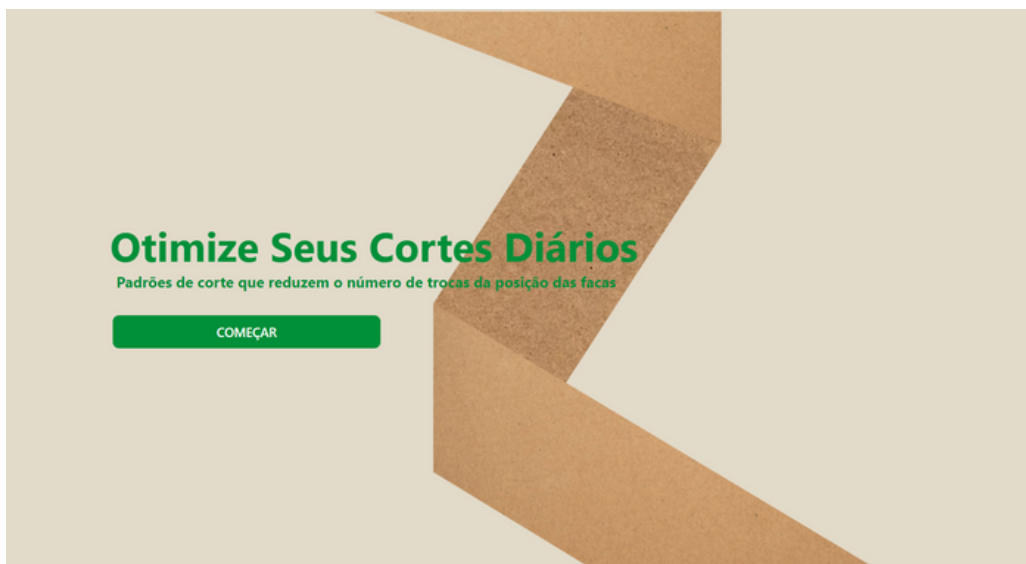 Otimize Seus Cortes Diários
Padrões de corte que reduzem o número de trocas da posição das facas
COMEÇAR